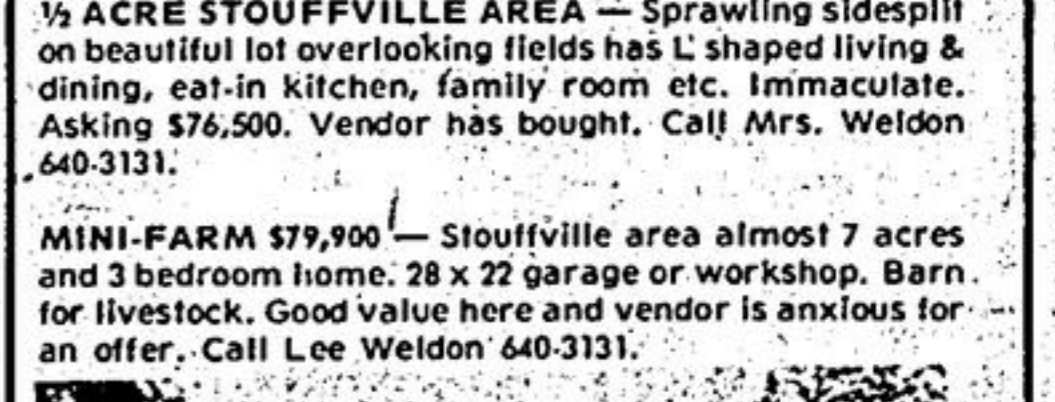 ½ ACRE STOUFFVILLE AREA — Sprawling sidesplit
on beautiful lot overlooking fields has L' shaped living &
dining, eat-in kitchen, family room etc. Immaculate.
Asking $76,500. Vendor has bought. Call Mrs. Weldon
640-3131.
MINI-FARM $79,900 — Stouffville area almost 7 acres
and 3 bedroom home. 28 x 22 garage or workshop. Barn
for livestock. Good value here and vendor is anxious for
an offer. Call Lee Weldon 640-3131.